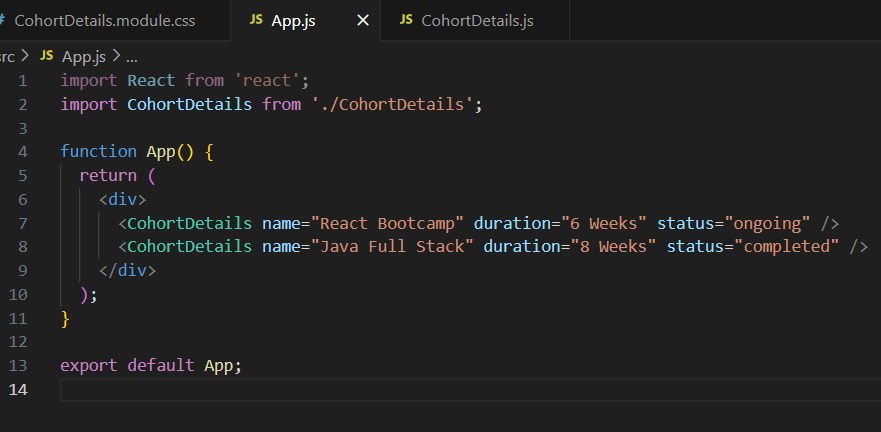 # CohortDetails.module.css
JS App.js ×
JS CohortDetails.js
src > JS App.js > ...
1 import React from 'react';
2 import CohortDetails from './CohortDetails';
3
4 function App() {
5   return (
6     <div>
7       <CohortDetails name="React Bootcamp" duration="6 Weeks" status="ongoing" />
8       <CohortDetails name="Java Full Stack" duration="8 Weeks" status="completed" />
9     </div>
10   );
11 }
12
13 export default App;
14